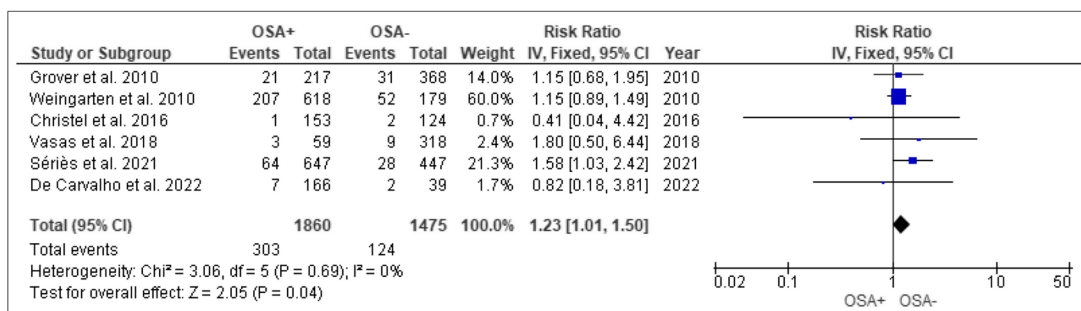 OSA+ OSA- Risk Ratio Risk Ratio
Study or Subgroup Events Total Events Total Weight IV, Fixed, 95% CI Year IV, Fixed, 95% CI
Grover et al. 2010 21 217 31 368 14.0% 1.15 [0.68, 1.95] 2010
Weingarten et al. 2010 207 618 52 179 60.0% 1.15 [0.89, 1.49] 2010
Christel et al. 2016 1 153 2 124 0.7% 0.41 [0.04, 4.42] 2016
Vasas et al. 2018 3 59 9 318 2.4% 1.80 [0.50, 6.44] 2018
Sériès et al. 2021 64 647 28 447 21.3% 1.58 [1.03, 2.42] 2021
De Carvalho et al. 2022 7 166 2 39 1.7% 0.82 [0.18, 3.81] 2022
Total (95% CI) 1860 1475 100.0% 1.23 [1.01, 1.50]
Total events 303 124
Heterogeneity: Chi² = 3.06, df = 5 (P = 0.69); I² = 0%
Test for overall effect: Z = 2.05 (P = 0.04)
0.02 0.1 1 10 50
OSA+ OSA-